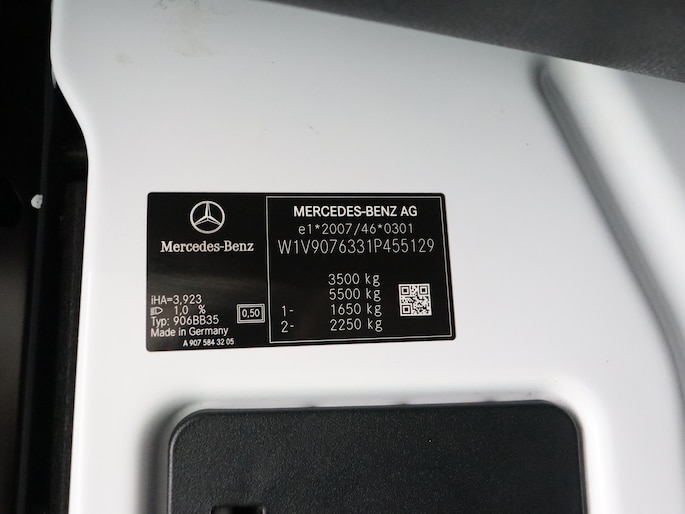 Mercedes-Benz
iHA=3,923
1,0 %
Typ: 906BB35
Made in Germany
0,50
A 907 584 32 05
MERCEDES-BENZ AG
e1*2007/46*0301
W1V9076331P455129
3500 kg
5500 kg
1- 1650 kg
2- 2250 kg